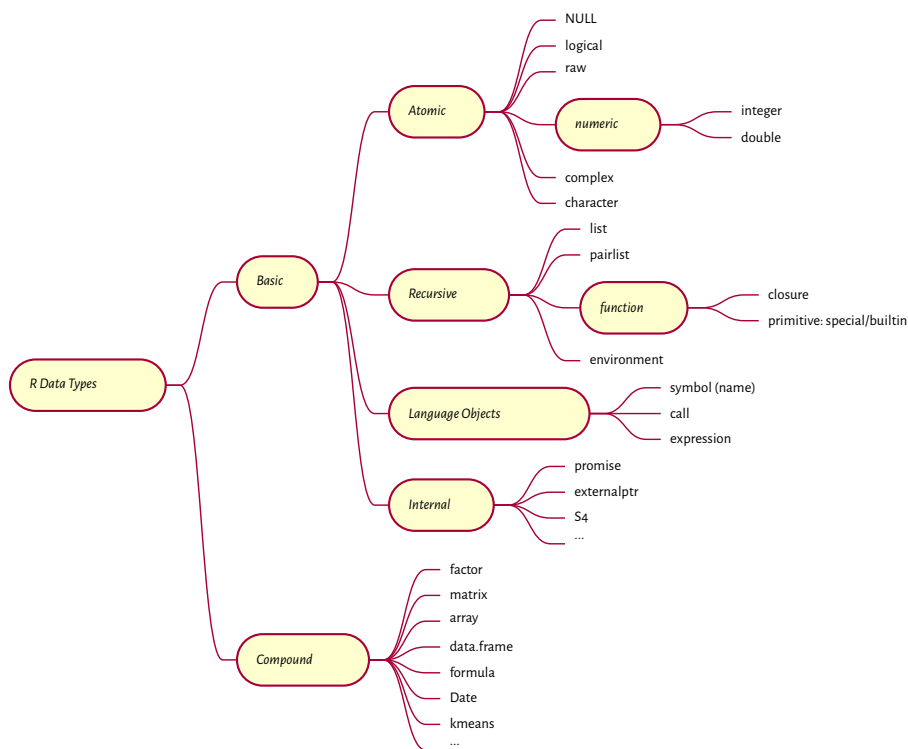 R Data Types
Basic
Atomic
NULL
logical
raw
numeric
integer
double
complex
character
Recursive
list
pairlist
function
closure
primitive: special/builtin
environment
Language Objects
symbol (name)
call
expression
Internal
promise
externalptr
S4
...
Compound
factor
matrix
array
data.frame
formula
Date
kmeans
...